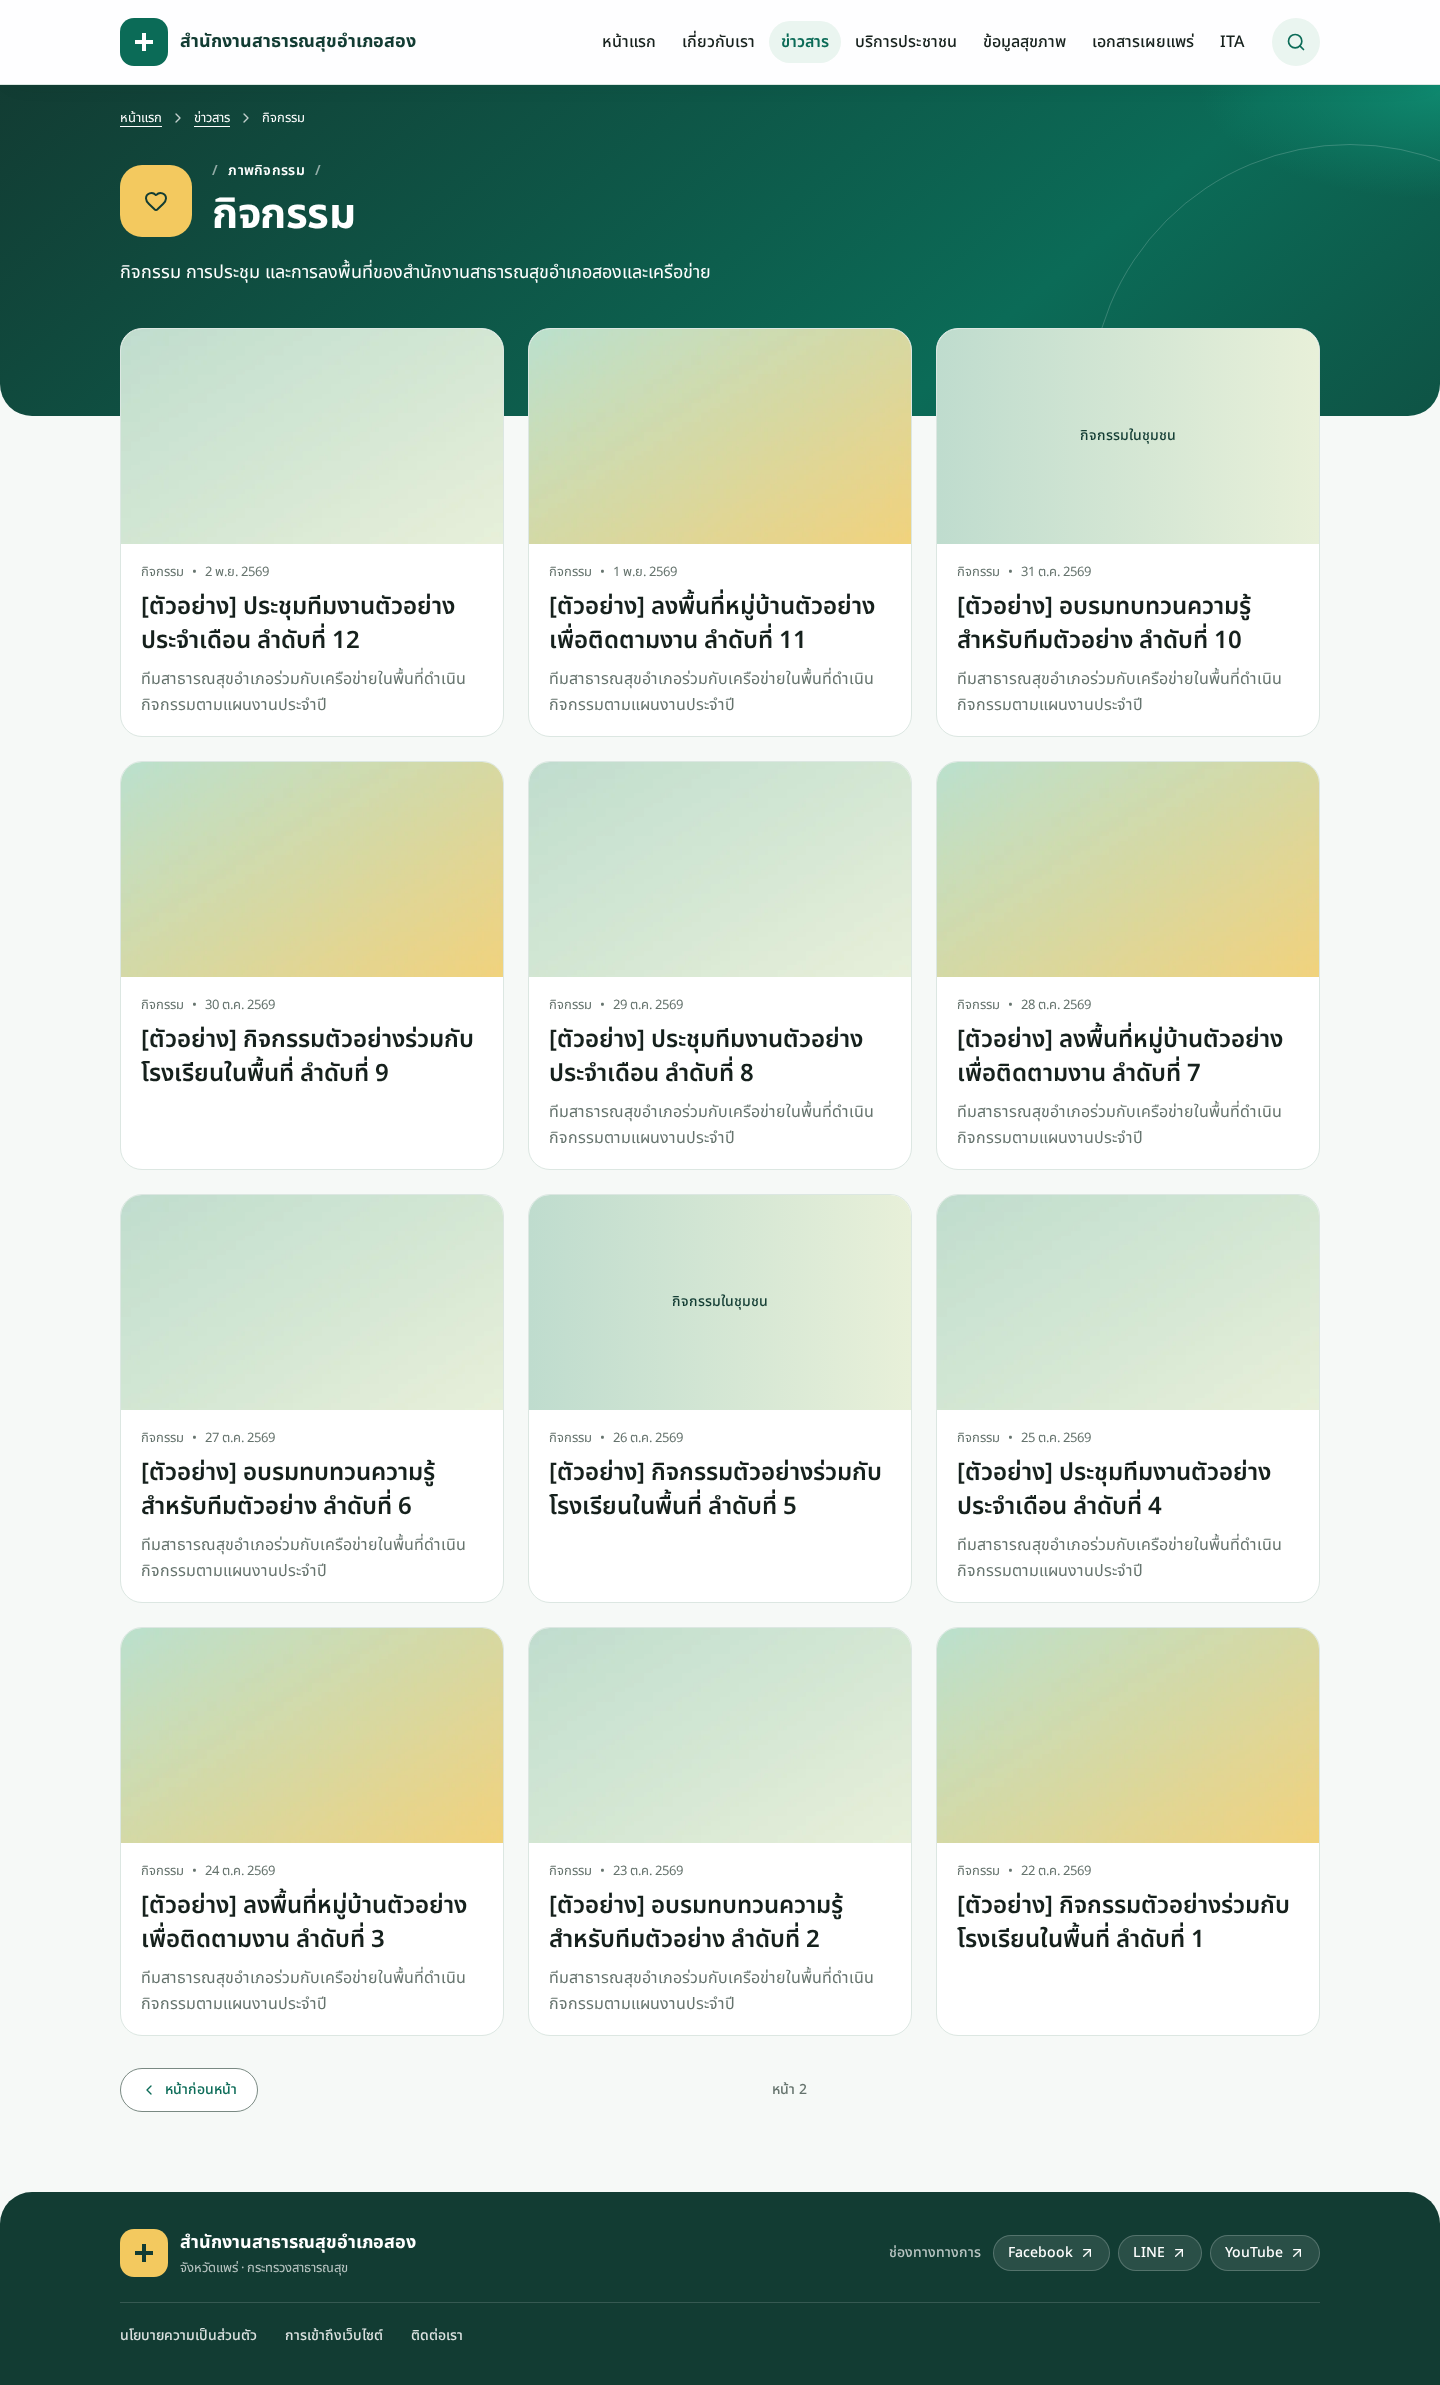 สำนักงานสาธารณสุขอำเภอสอง
หน้าแรก เกี่ยวกับเรา ข่าวสาร บริการประชาชน ข้อมูลสุขภาพ เอกสารเผยแพร่ ITA
หน้าแรก > ข่าวสาร > กิจกรรม
/ ภาพกิจกรรม /
กิจกรรม
กิจกรรม การประชุม และการลงพื้นที่ของสำนักงานสาธารณสุขอำเภอสองและเครือข่าย
กิจกรรม • 2 พ.ย. 2569
[ตัวอย่าง] ประชุมทีมงานตัวอย่าง
ประจำเดือน ลำดับที่ 12
ทีมสาธารณสุขอำเภอร่วมกับเครือข่ายในพื้นที่ดำเนิน
กิจกรรมตามแผนงานประจำปี
กิจกรรม • 1 พ.ย. 2569
[ตัวอย่าง] ลงพื้นที่หมู่บ้านตัวอย่าง
เพื่อติดตามงาน ลำดับที่ 11
ทีมสาธารณสุขอำเภอร่วมกับเครือข่ายในพื้นที่ดำเนิน
กิจกรรมตามแผนงานประจำปี
กิจกรรมในชุมชน
กิจกรรม • 31 ต.ค. 2569
[ตัวอย่าง] อบรมทบทวนความรู้
สำหรับทีมตัวอย่าง ลำดับที่ 10
ทีมสาธารณสุขอำเภอร่วมกับเครือข่ายในพื้นที่ดำเนิน
กิจกรรมตามแผนงานประจำปี
กิจกรรม • 30 ต.ค. 2569
[ตัวอย่าง] กิจกรรมตัวอย่างร่วมกับ
โรงเรียนในพื้นที่ ลำดับที่ 9
กิจกรรม • 29 ต.ค. 2569
[ตัวอย่าง] ประชุมทีมงานตัวอย่าง
ประจำเดือน ลำดับที่ 8
ทีมสาธารณสุขอำเภอร่วมกับเครือข่ายในพื้นที่ดำเนิน
กิจกรรมตามแผนงานประจำปี
กิจกรรม • 28 ต.ค. 2569
[ตัวอย่าง] ลงพื้นที่หมู่บ้านตัวอย่าง
เพื่อติดตามงาน ลำดับที่ 7
ทีมสาธารณสุขอำเภอร่วมกับเครือข่ายในพื้นที่ดำเนิน
กิจกรรมตามแผนงานประจำปี
กิจกรรม • 27 ต.ค. 2569
[ตัวอย่าง] อบรมทบทวนความรู้
สำหรับทีมตัวอย่าง ลำดับที่ 6
ทีมสาธารณสุขอำเภอร่วมกับเครือข่ายในพื้นที่ดำเนิน
กิจกรรมตามแผนงานประจำปี
กิจกรรมในชุมชน
กิจกรรม • 26 ต.ค. 2569
[ตัวอย่าง] กิจกรรมตัวอย่างร่วมกับ
โรงเรียนในพื้นที่ ลำดับที่ 5
กิจกรรม • 25 ต.ค. 2569
[ตัวอย่าง] ประชุมทีมงานตัวอย่าง
ประจำเดือน ลำดับที่ 4
ทีมสาธารณสุขอำเภอร่วมกับเครือข่ายในพื้นที่ดำเนิน
กิจกรรมตามแผนงานประจำปี
กิจกรรม • 24 ต.ค. 2569
[ตัวอย่าง] ลงพื้นที่หมู่บ้านตัวอย่าง
เพื่อติดตามงาน ลำดับที่ 3
ทีมสาธารณสุขอำเภอร่วมกับเครือข่ายในพื้นที่ดำเนิน
กิจกรรมตามแผนงานประจำปี
กิจกรรม • 23 ต.ค. 2569
[ตัวอย่าง] อบรมทบทวนความรู้
สำหรับทีมตัวอย่าง ลำดับที่ 2
ทีมสาธารณสุขอำเภอร่วมกับเครือข่ายในพื้นที่ดำเนิน
กิจกรรมตามแผนงานประจำปี
กิจกรรม • 22 ต.ค. 2569
[ตัวอย่าง] กิจกรรมตัวอย่างร่วมกับ
โรงเรียนในพื้นที่ ลำดับที่ 1
หน้าก่อนหน้า
หน้า 2
สำนักงานสาธารณสุขอำเภอสอง
จังหวัดแพร่ · กระทรวงสาธารณสุข
ช่องทางทางการ Facebook LINE YouTube
นโยบายความเป็นส่วนตัว การเข้าถึงเว็บไซต์ ติดต่อเรา